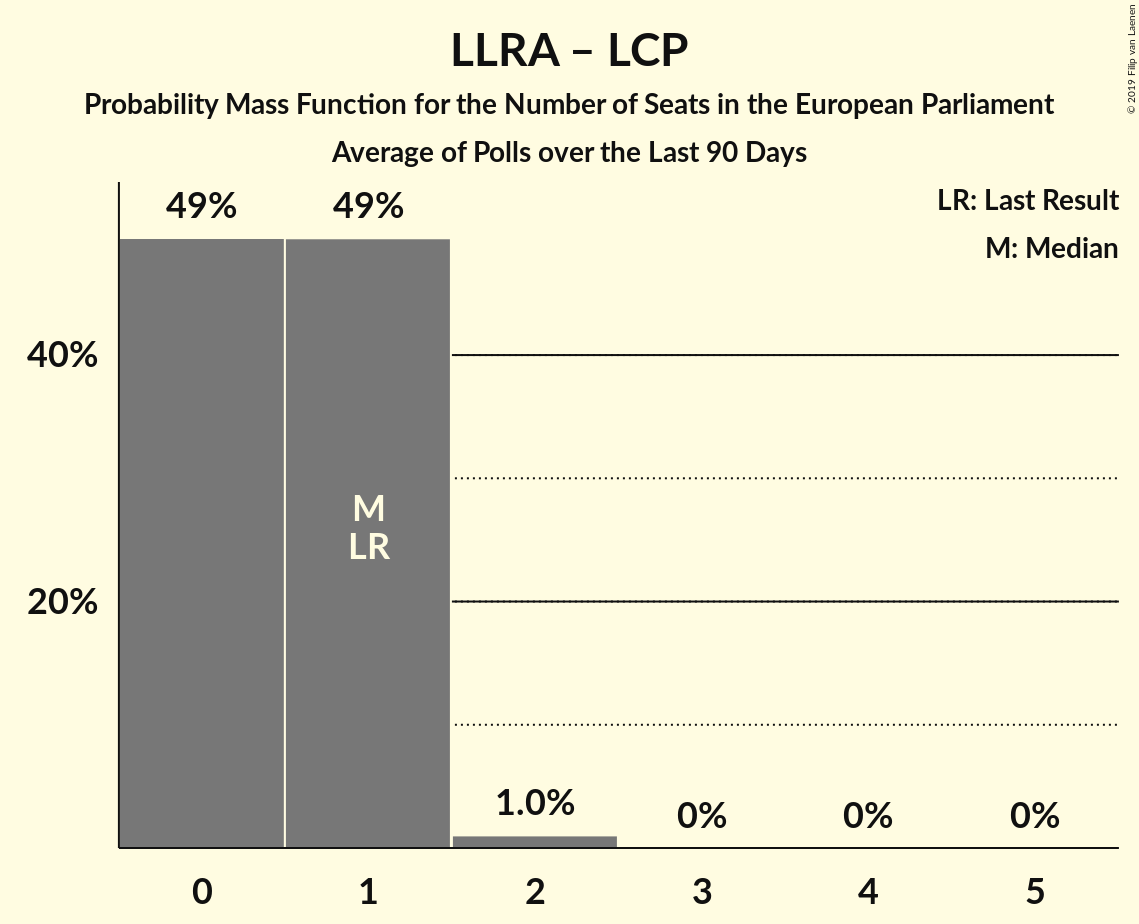 LLRA – LCP
Probability Mass Function for the Number of Seats in the European Parliament
Average of Polls over the Last 90 Days
© 2019 Filip van Laenen
LR: Last Result
M: Median
49%
49%
40%
M
LR
20%
1.0%
0%
0%
0%
0
1
2
3
4
5